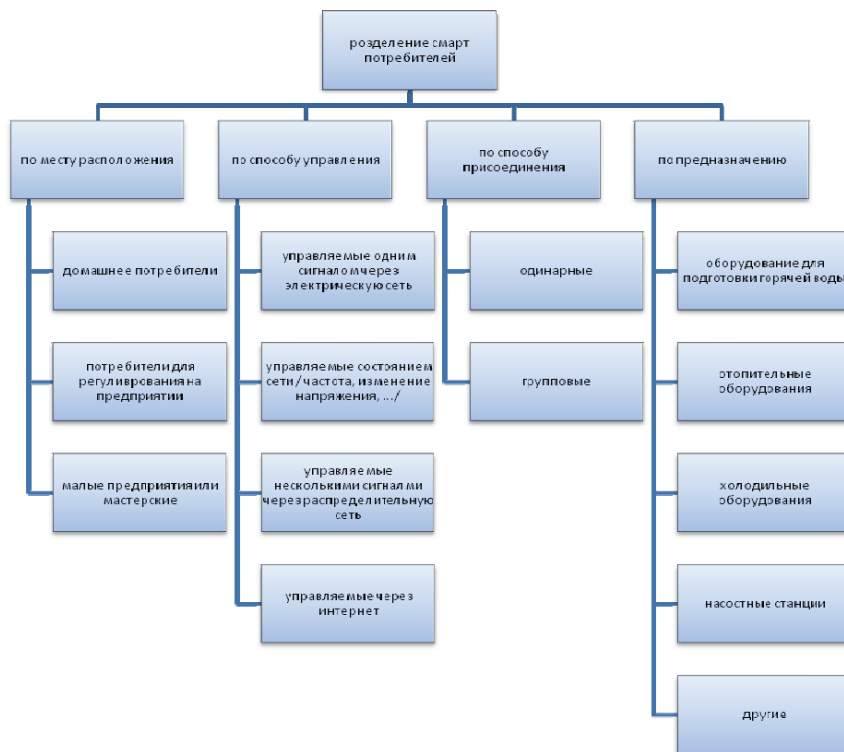 розделение смарт
потребителей
по месту расположения
домашнее потребители
потребители для
регуливрования на
предприятии
малые предприятия или
мастерские
по способу управления
управляемые одним
сигналом через
электрическую сеть
управляемые состоянием
сети / частота, изменение
напряжения, .../
управляемые
несколькими сигналми
через распределительную
сеть
управляемые через
интернет
по способу
присоединения
одинарные
групповые
по предназначению
оборудование для
подготовки горячей воды
отопительные
оборудования
холодильные
оборудования
насостные станции
другие